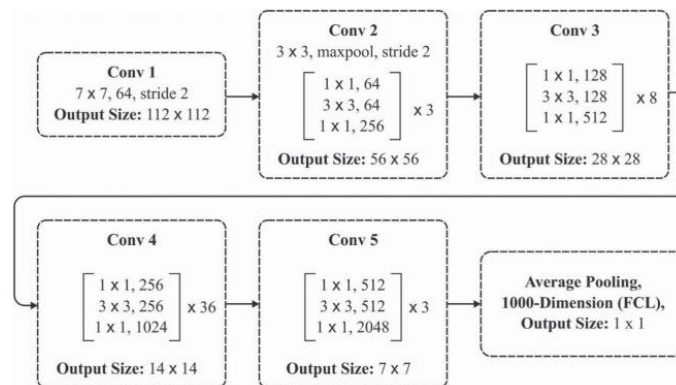 Conv 1
7 x 7, 64, stride 2
Output Size: 112 x 112
Conv 2
3 x 3, maxpool, stride 2
1 x 1, 64
3 x 3, 64
1 x 1, 256
x 3
Output Size: 56 x 56
Conv 3
1 x 1, 128
3 x 3, 128
1 x 1, 512
x 8
Output Size: 28 x 28
Conv 4
1 x 1, 256
3 x 3, 256
1 x 1, 1024
x 36
Output Size: 14 x 14
Conv 5
1 x 1, 512
3 x 3, 512
1 x 1, 2048
x 3
Output Size: 7 x 7
Average Pooling,
1000-Dimension (FCL),
Output Size: 1 x 1